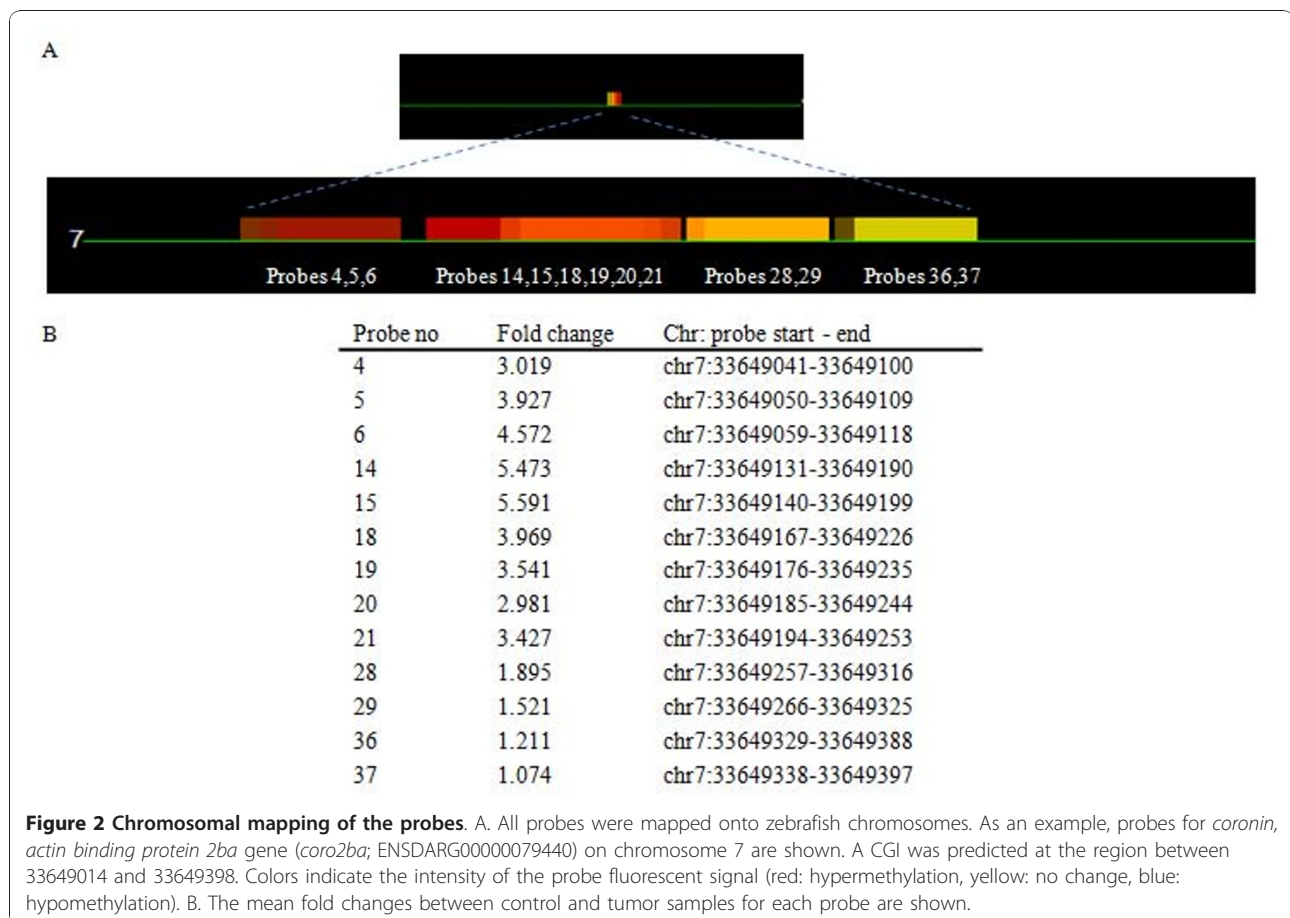 A
7
Probes 4,5,6
Probes 14,15,18,19,20,21
Probes 28,29
Probes 36,37
B
Probe no Fold change Chr: probe start - end
4 3.019 chr7:33649041-33649100
5 3.927 chr7:33649050-33649109
6 4.572 chr7:33649059-33649118
14 5.473 chr7:33649131-33649190
15 5.591 chr7:33649140-33649199
18 3.969 chr7:33649167-33649226
19 3.541 chr7:33649176-33649235
20 2.981 chr7:33649185-33649244
21 3.427 chr7:33649194-33649253
28 1.895 chr7:33649257-33649316
29 1.521 chr7:33649266-33649325
36 1.211 chr7:33649329-33649388
37 1.074 chr7:33649338-33649397
Figure 2 Chromosomal mapping of the probes. A. All probes were mapped onto zebrafish chromosomes. As an example, probes for coronin,
actin binding protein 2ba gene (coro2ba; ENSDARG00000079440) on chromosome 7 are shown. A CGI was predicted at the region between
33649014 and 33649398. Colors indicate the intensity of the probe fluorescent signal (red: hypermethylation, yellow: no change, blue:
hypomethylation). B. The mean fold changes between control and tumor samples for each probe are shown.